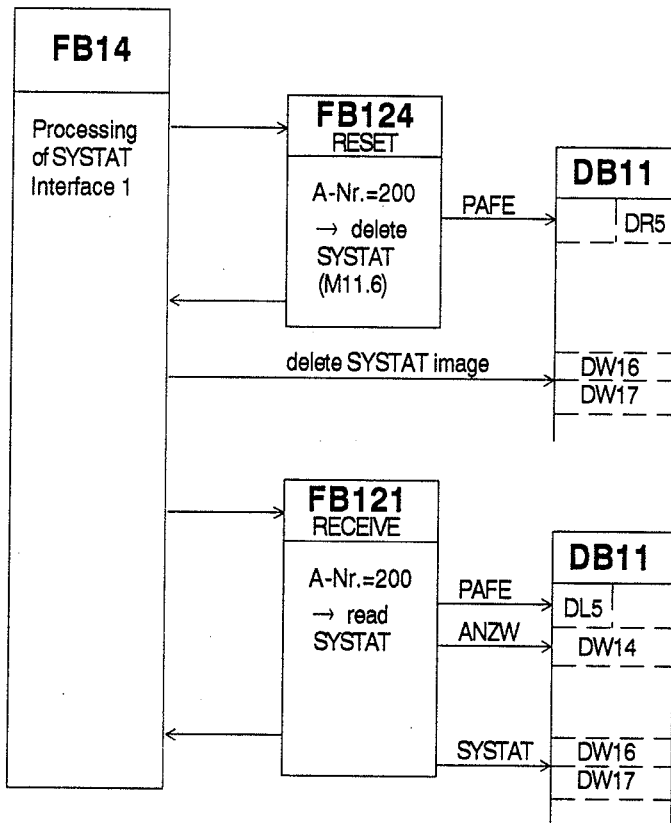 FB14
Processing
of SYSTAT
Interface 1
FB124
RESET
A-Nr.=200
→ delete
SYSTAT
(M11.6)
PAFE
DB11
DR5
delete SYSTAT image
DW16
DW17
FB121
RECEIVE
A-Nr.=200
→ read
SYSTAT
PAFE
ANZW
SYSTAT
DB11
DL5
DW14
DW16
DW17